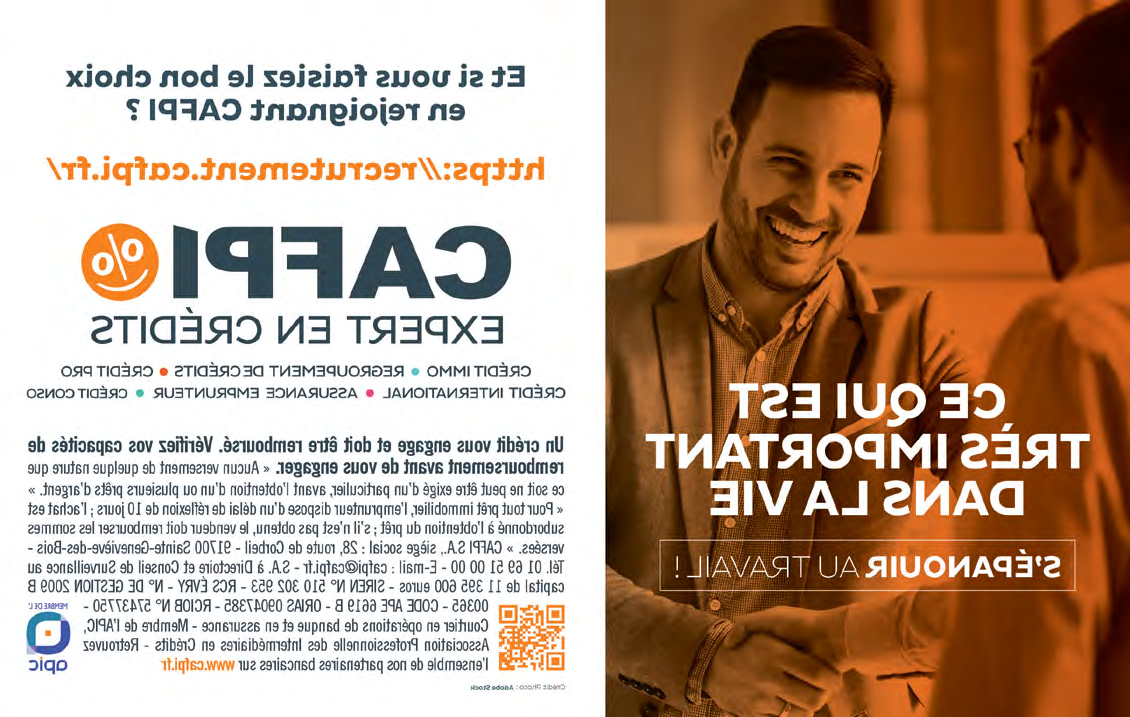 Et si vous faisiez le bon choix
en rejoignant CAFPI ?
https://recrutement.cafpi.fr/
CAFPI %
EXPERT EN CRÉDITS
CRÉDIT IMMO • REGROUPEMENT DE CRÉDITS • CRÉDIT PRO
CRÉDIT INTERNATIONAL • ASSURANCE EMPRUNTEUR • CRÉDIT CONSO
Un crédit vous engage et doit être remboursé. Vérifiez vos capacités de
remboursement avant de vous engager. « Aucun versement de quelque nature que
ce soit ne peut être exigé d'un particulier, avant l'obtention d'un ou plusieurs prêts d'argent. »
« Pour tout prêt immobilier, l'emprunteur dispose d'un délai de réflexion de 10 jours ; l'achat est
subordonné à l'obtention du prêt ; s'il n'est pas obtenu, le vendeur doit rembourser les sommes
versées. » CAFPI S.A., siège social : 28, route de Corbeil - 91700 Sainte-Geneviève-des-Bois -
Tél. 01 69 51 00 00 - E-mail : cafpi@cafpi.fr - S.A. à Directoire et Conseil de Surveillance au
capital de 11 395 600 euros - SIREN N° 510 302 953 - RCS ÉVRY - N° DE GESTION 2009 B
00365 - CODE APE 6619 B - ORIAS 09047385 - RCIOB N° 57437750 -
Courtier en opérations de banque et en assurance - Membre de l'APIC,
Association Professionnelle des Intermédiaires en Crédits - Retrouvez
l'ensemble de nos partenaires bancaires sur www.cafpi.fr
MEMBRE DE L'
apic
Crédit Photo : Adobe Stock
CE QUI EST
TRÈS IMPORTANT
DANS LA VIE
S'ÉPANOUIR AU TRAVAIL !